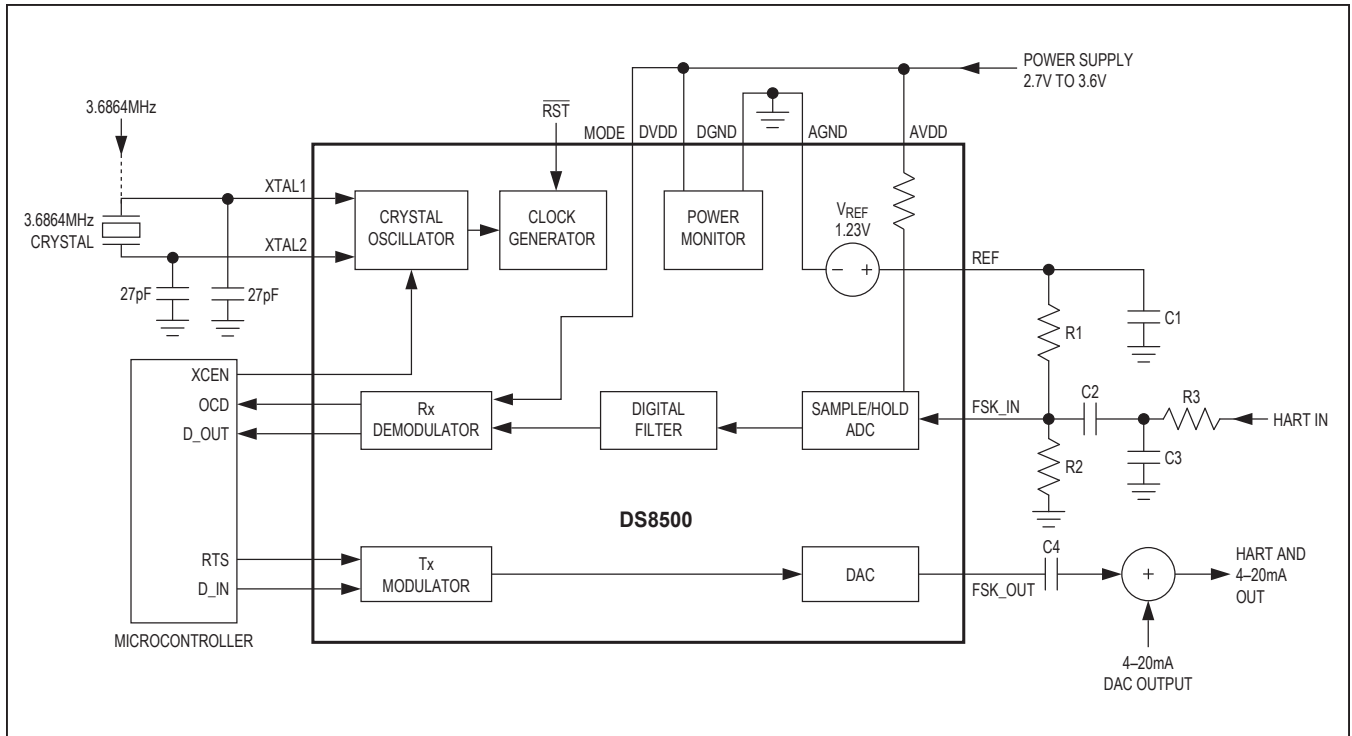 POWER SUPPLY
2.7V TO 3.6V
3.6864MHz
RST
MODE
DVDD
DGND
AGND
AVDD
XTAL1
3.6864MHz
CRYSTAL
XTAL2
27pF
27pF
CRYSTAL
OSCILLATOR
CLOCK
GENERATOR
POWER
MONITOR
VREF
1.23V
− +
REF
R1
C1
XCEN
OCD
D_OUT
Rx
DEMODULATOR
DIGITAL
FILTER
SAMPLE/HOLD
ADC
FSK_IN
C2
R3
HART IN
R2
C3
DS8500
RTS
D_IN
MICROCONTROLLER
Tx
MODULATOR
DAC
FSK_OUT
C4
+
HART AND
4–20mA
OUT
4–20mA
DAC OUTPUT